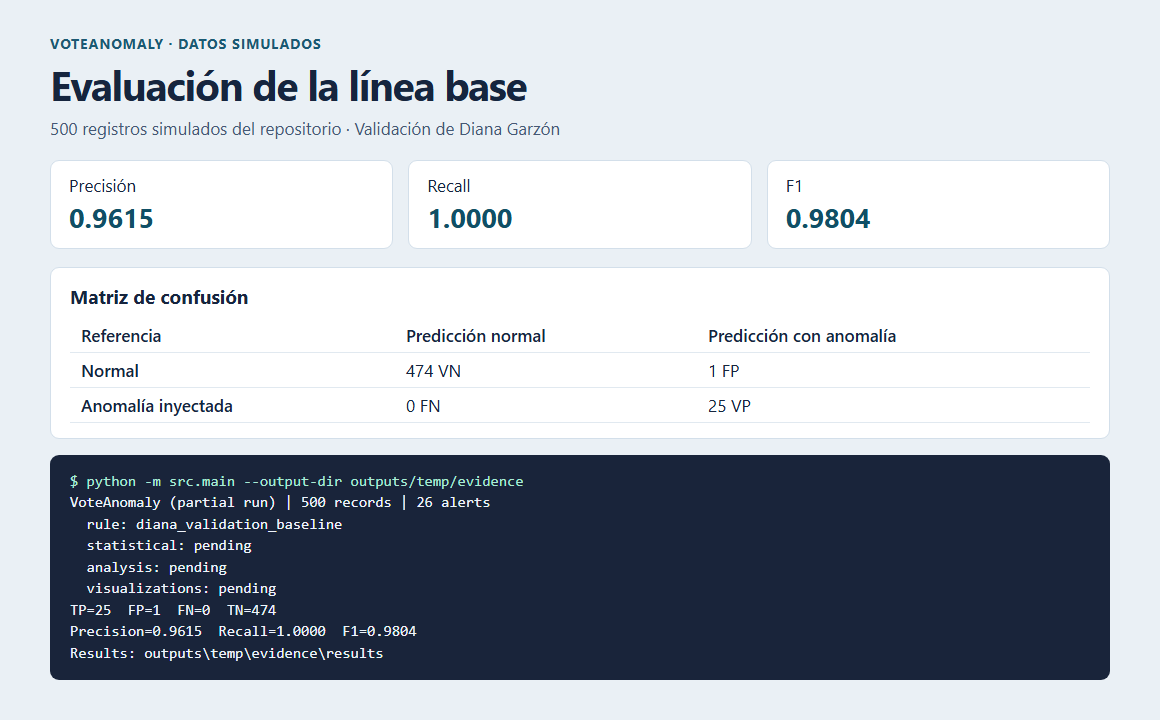 VOTEANOMALY · DATOS SIMULADOS
Evaluación de la línea base
500 registros simulados del repositorio · Validación de Diana Garzón
Precisión
0.9615
Recall
1.0000
F1
0.9804
Matriz de confusión
Referencia Predicción normal Predicción con anomalía
Normal 474 VN 1 FP
Anomalía inyectada 0 FN 25 VP
$ python -m src.main --output-dir outputs/temp/evidence
VoteAnomaly (partial run) | 500 records | 26 alerts
rule: diana_validation_baseline
statistical: pending
analysis: pending
visualizations: pending
TP=25 FP=1 FN=0 TN=474
Precision=0.9615 Recall=1.0000 F1=0.9804
Results: outputs\temp\evidence\results